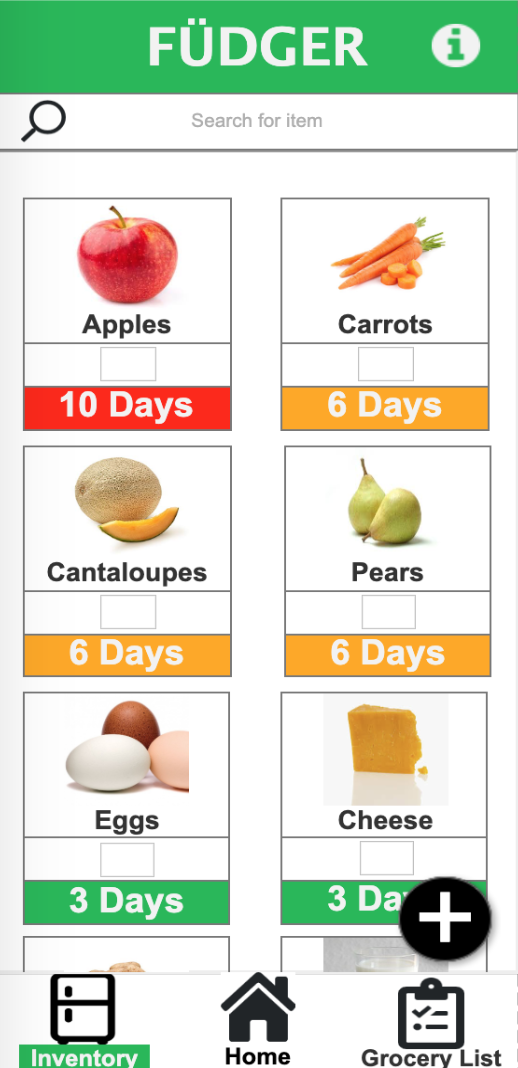 FÜDGER
Search for item
Apples
Carrots
10 Days
6 Days
Cantaloupes
Pears
6 Days
6 Days
Eggs
Cheese
3 Days
3 Da
Inventory
Home
Grocery List